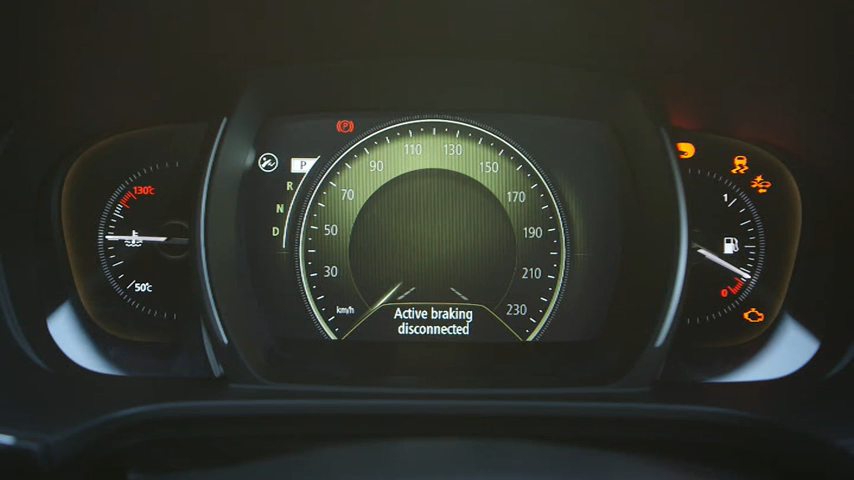 130°C
50°C
P
P
R
N
D
30
50
70
90
110
130
150
170
190
210
230
km/h
Active braking
disconnected
1
0